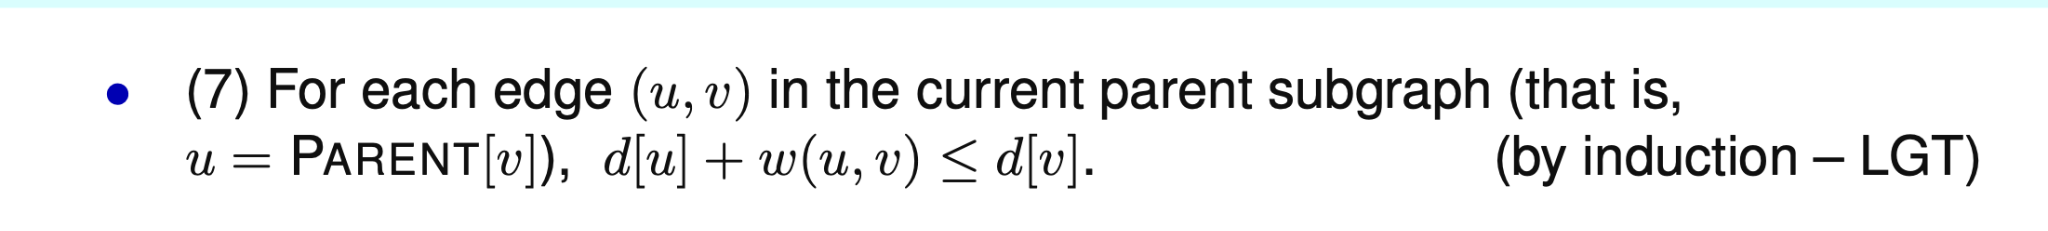 • (7) For each edge (u, v) in the current parent subgraph (that is,
u = PARENT[v]), d[u] + w(u, v) ≤ d[v]. (by induction – LGT)